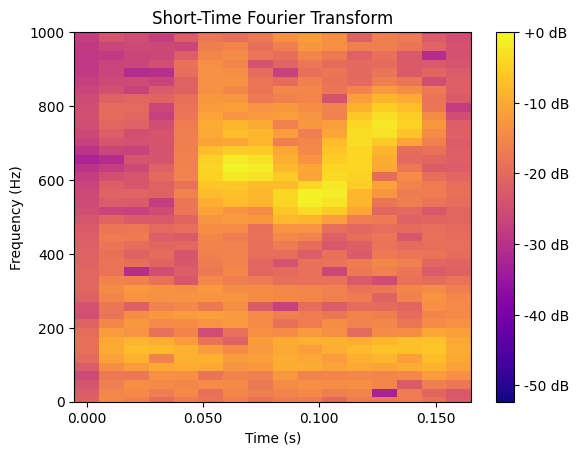 Short-Time Fourier Transform
1000
800
600
400
200
0
Frequency (Hz)
0.000
0.050
0.100
0.150
Time (s)
+0 dB
-10 dB
-20 dB
-30 dB
-40 dB
-50 dB